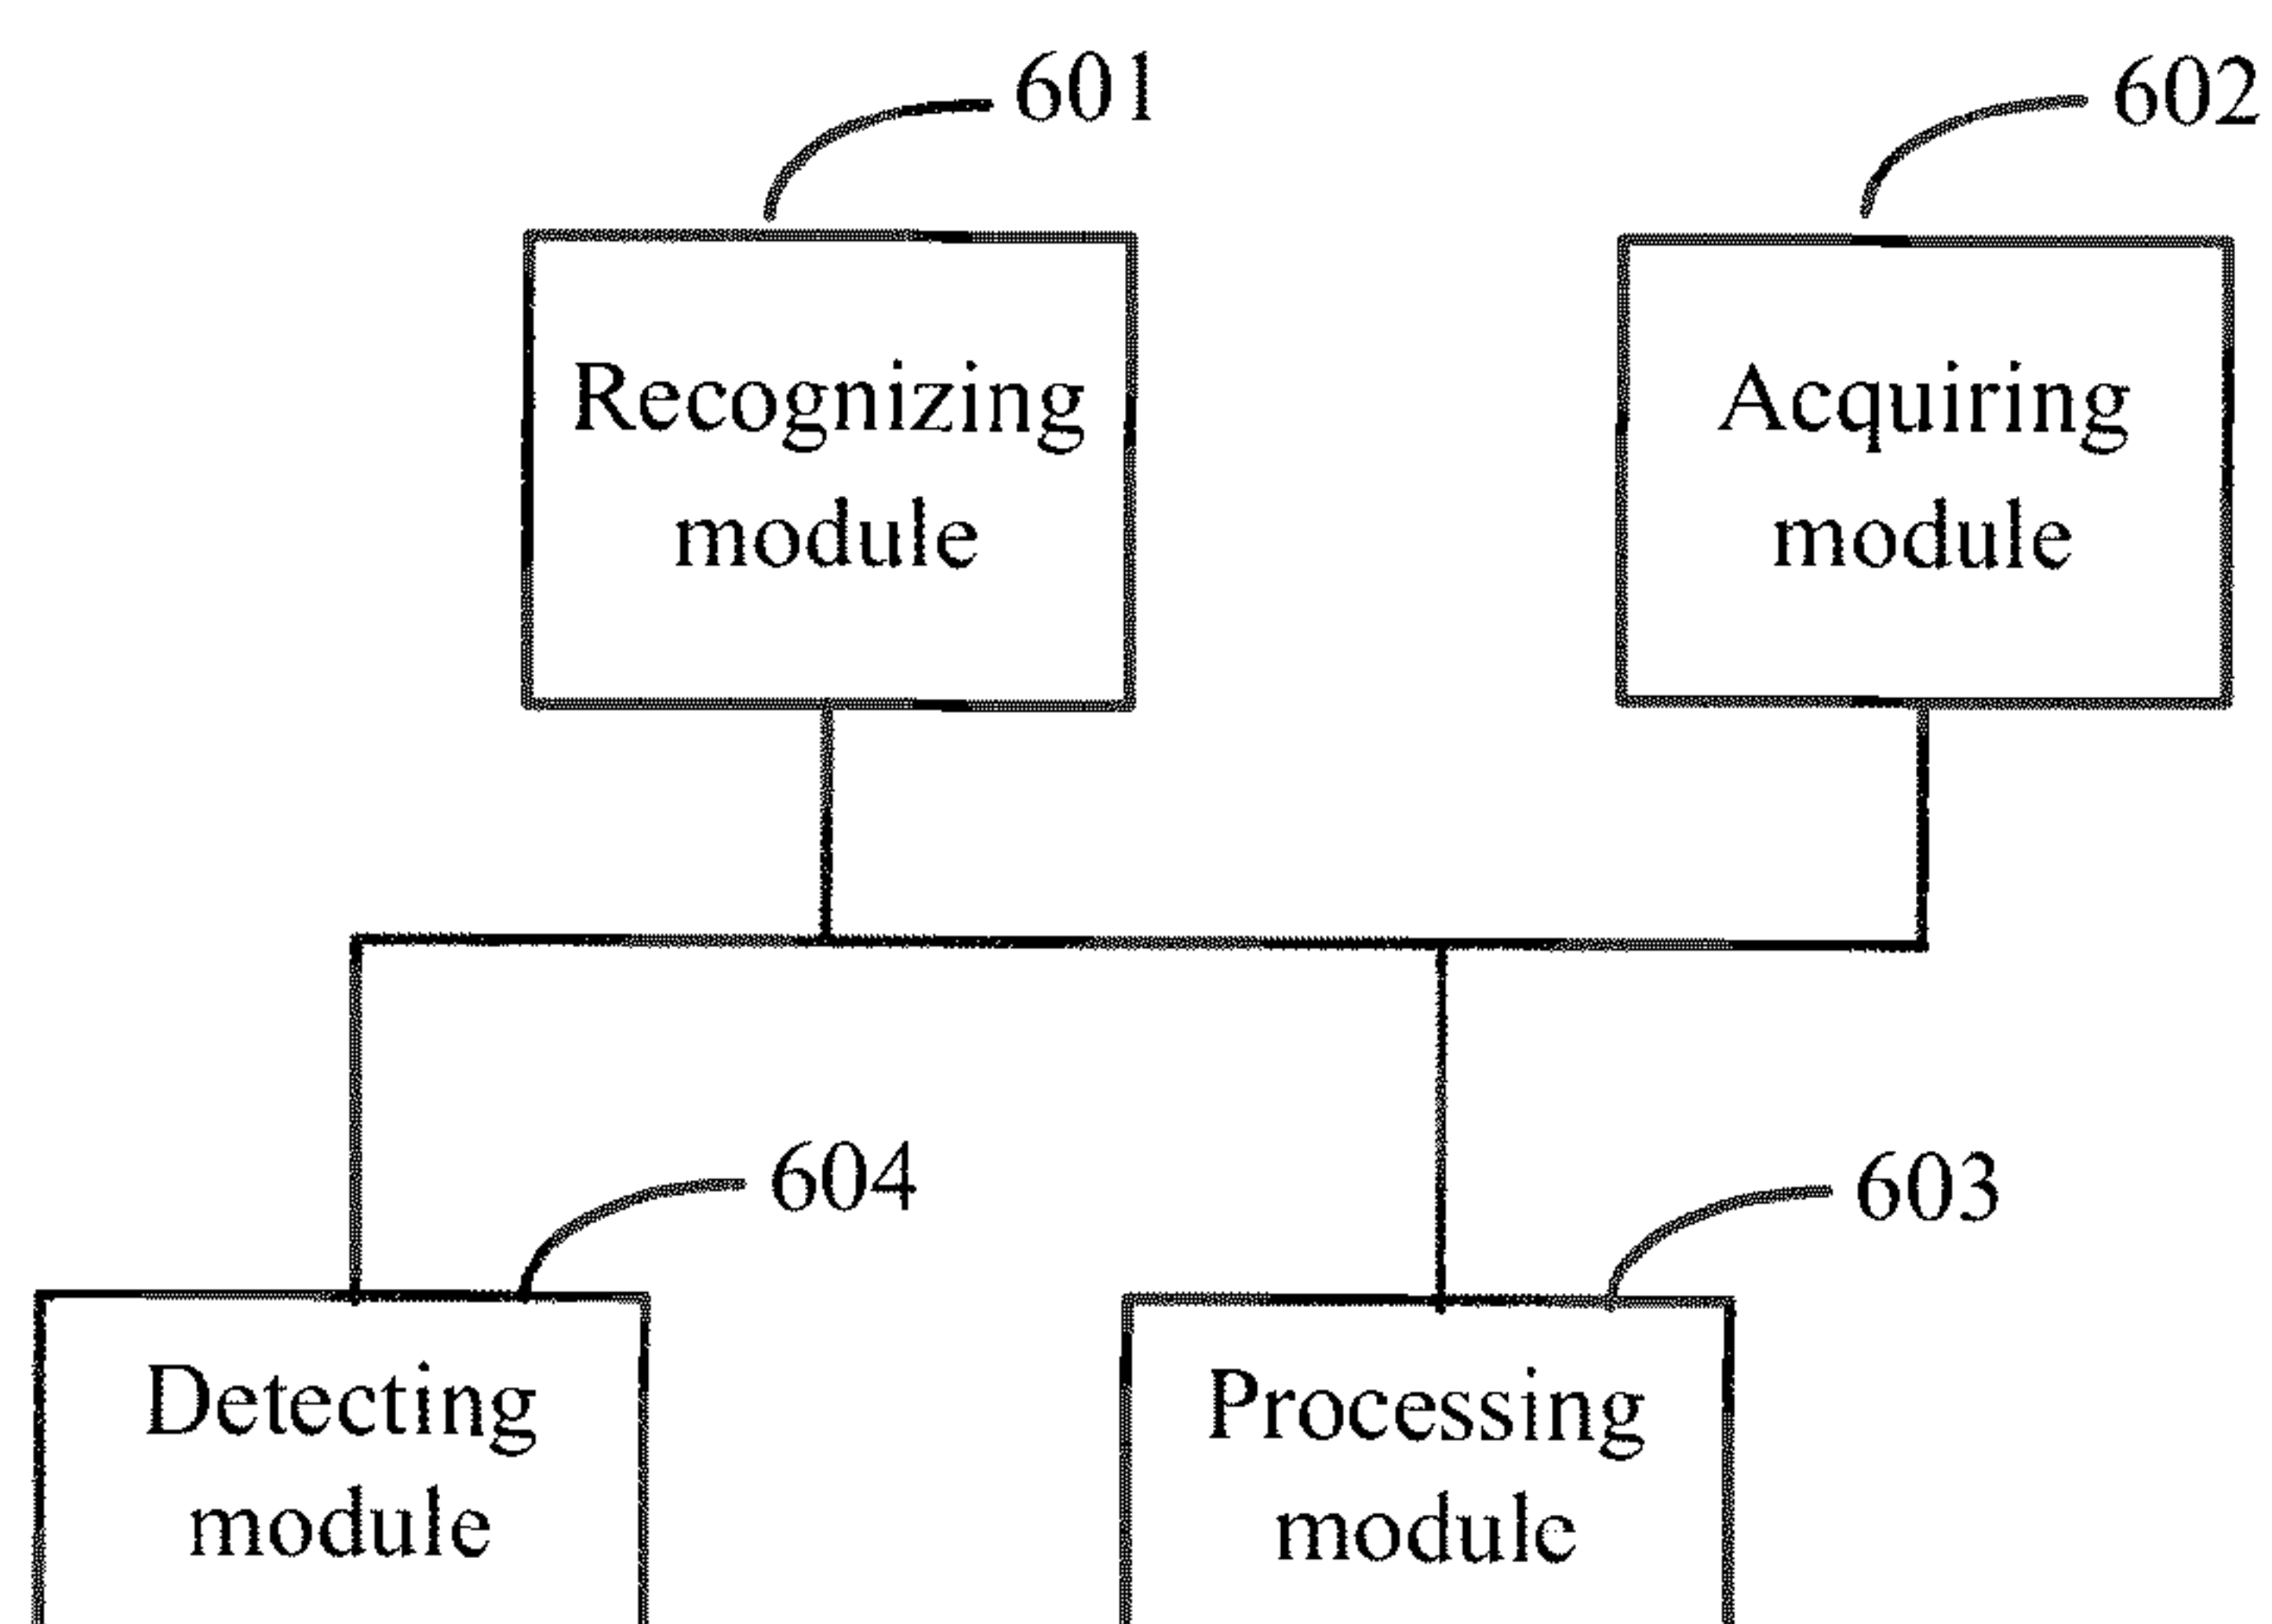 601
602
Recognizing
module
Acquiring
module
604
603
Detecting
module
Processing
module